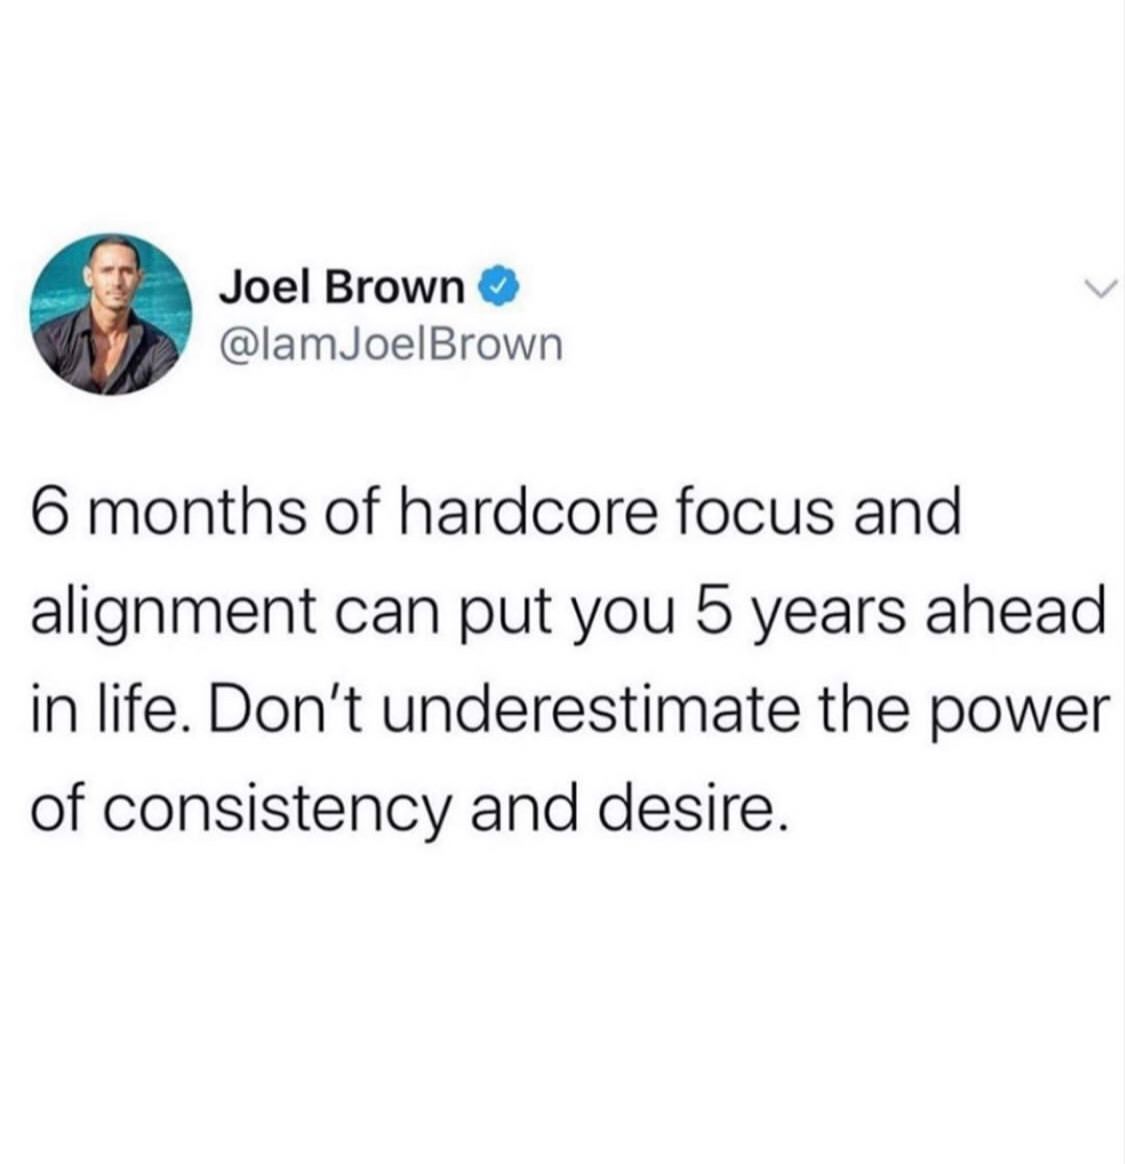 Joel Brown
@IamJoelBrown
6 months of hardcore focus and
alignment can put you 5 years ahead
in life. Don't underestimate the power
of consistency and desire.